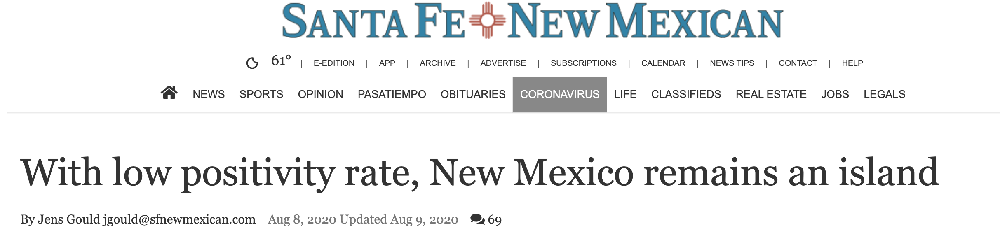 SANTA FE NEW MEXICAN
61° | E-EDITION | APP | ARCHIVE | ADVERTISE | SUBSCRIPTIONS | CALENDAR | NEWS TIPS | CONTACT | HELP
NEWS SPORTS OPINION PASATIEMPO OBITUARIES CORONAVIRUS LIFE CLASSIFIEDS REAL ESTATE JOBS LEGALS
With low positivity rate, New Mexico remains an island
By Jens Gould jgould@sfnewmexican.com Aug 8, 2020 Updated Aug 9, 2020 69